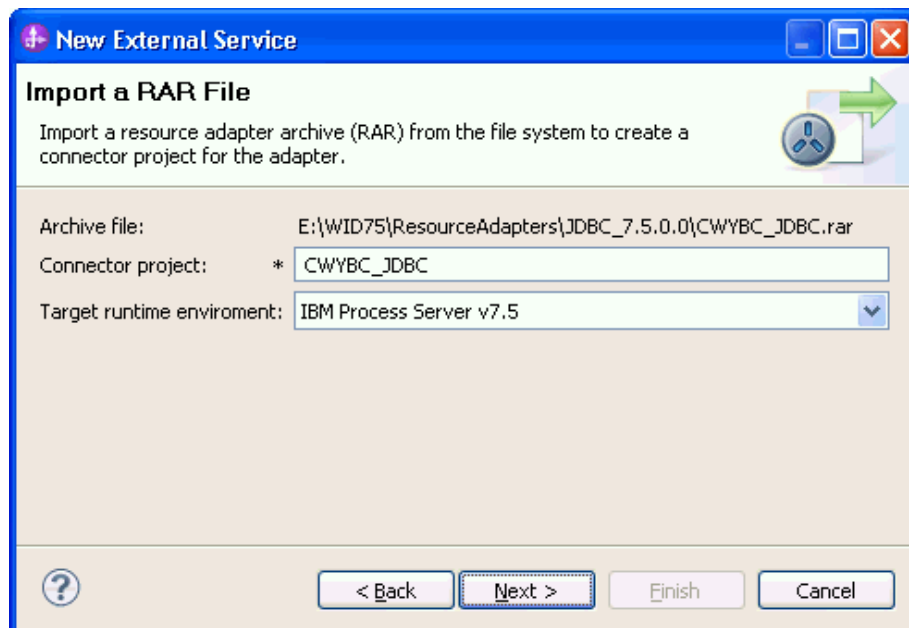 New External Service
Import a RAR File
Import a resource adapter archive (RAR) from the file system to create a
connector project for the adapter.
Archive file: E:\WID75\ResourceAdapters\JDBC_7.5.0.0\CWYBC_JDBC.rar
Connector project: * CWYBC_JDBC
Target runtime enviroment: IBM Process Server v7.5
? < Back Next > Finish Cancel